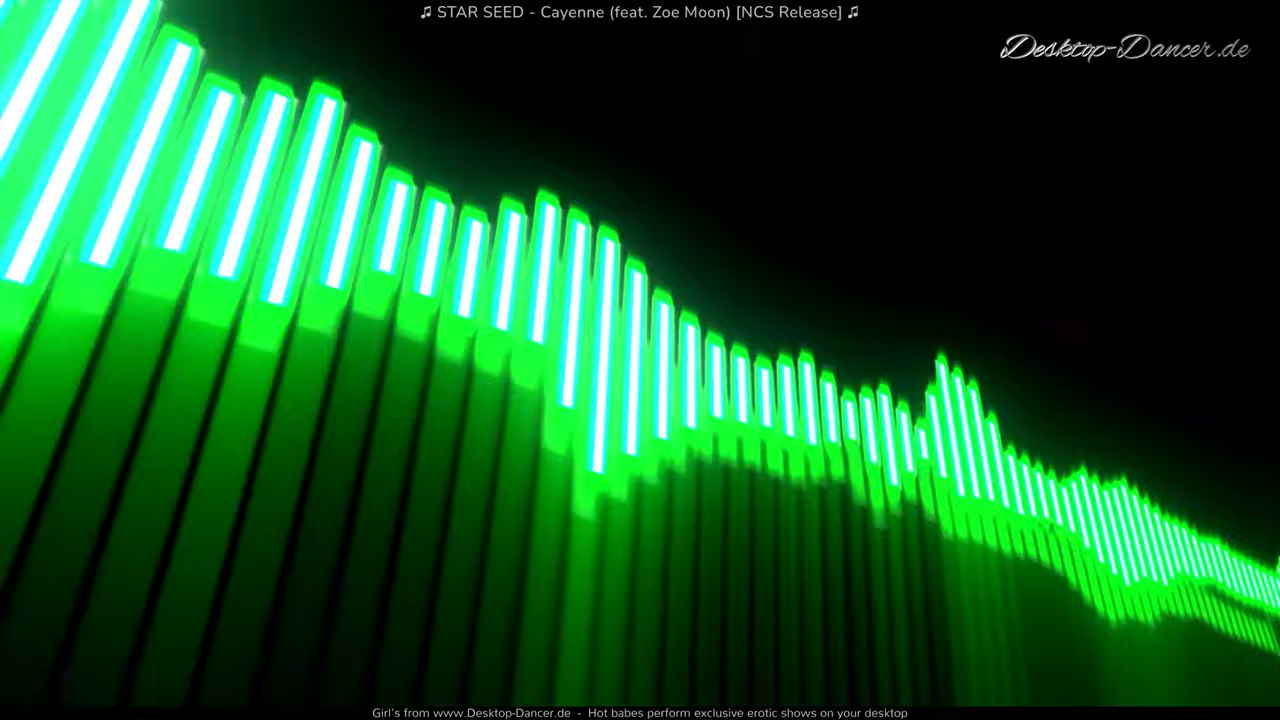 ♫ STAR SEED - Cayenne (feat. Zoe Moon) [NCS Release] ♫
Desktop-Dancer.de
Girl's from www.Desktop-Dancer.de - Hot babes perform exclusive erotic shows on your desktop